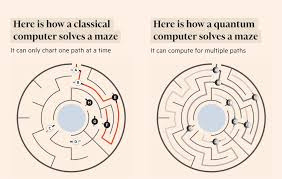 Here is how a classical
computer solves a maze
It can only chart one path at a time
Here is how a quantum
computer solves a maze
It can compute for multiple paths